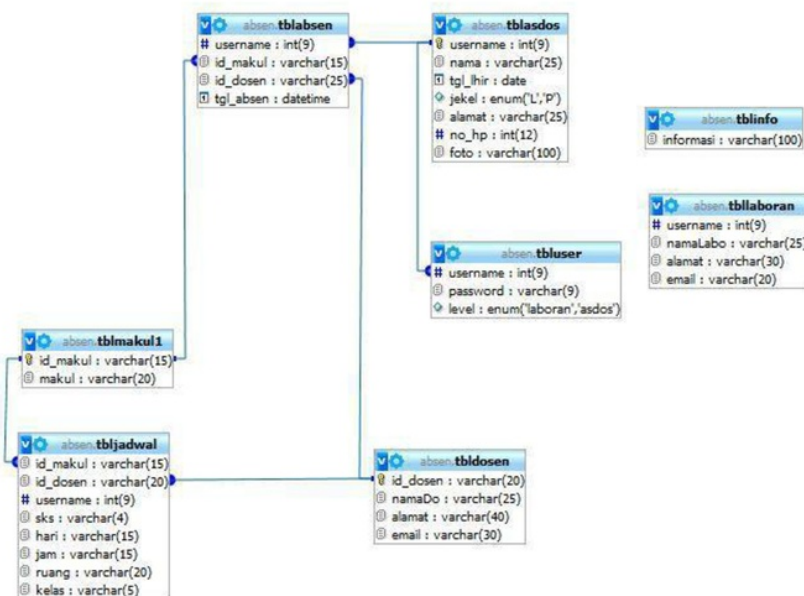 absen.tblabsen
# username : int(9)
id_makul : varchar(15)
id_dosen : varchar(25)
tgl_absen : datetime
absen.tblasdos
username : int(9)
nama : varchar(25)
tgl_lhir : date
jekel : enum('L','P')
alamat : varchar(25)
# no_hp : int(12)
foto : varchar(100)
absen.tblinfo
informasi : varchar(100)
absen.tbllaboran
# username : int(9)
namaLabo : varchar(25)
alamat : varchar(30)
email : varchar(20)
absen.tbluser
# username : int(9)
password : varchar(9)
level : enum('laboran','asdos')
absen.tblmakul1
id_makul : varchar(15)
makul : varchar(20)
absen.tbljadwal
id_makul : varchar(15)
id_dosen : varchar(20)
# username : int(9)
sks : varchar(4)
hari : varchar(15)
jam : varchar(15)
ruang : varchar(20)
kelas : varchar(5)
absen.tbldosen
id_dosen : varchar(20)
namaDo : varchar(25)
alamat : varchar(40)
email : varchar(30)